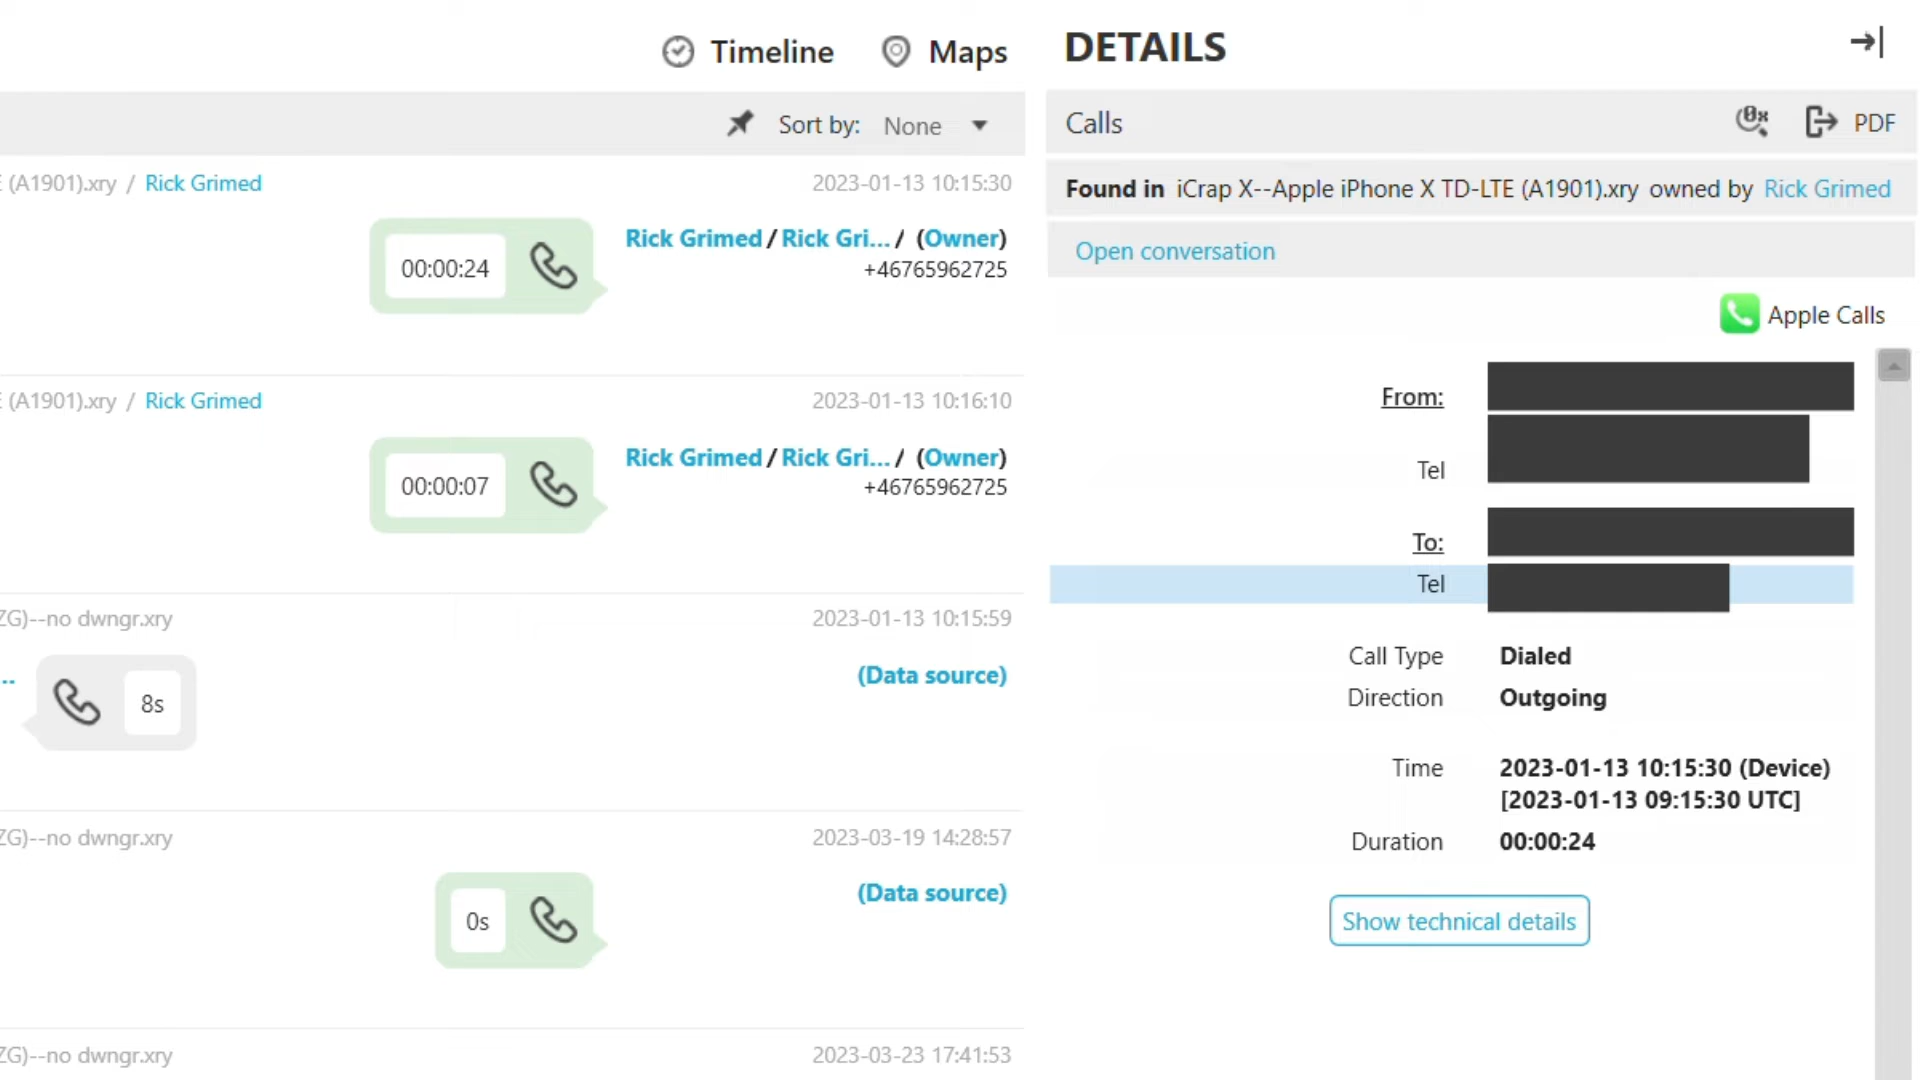 Timeline Maps
Sort by: None
E (A1901).xry / Rick Grimed 2023-01-13 10:15:30
00:00:24 Rick Grimed / Rick Gri... / (Owner)
+46765962725
E (A1901).xry / Rick Grimed 2023-01-13 10:16:10
00:00:07 Rick Grimed / Rick Gri... / (Owner)
+46765962725
ZG)--no dwngr.xry 2023-01-13 10:15:59
.. 8s (Data source)
ZG)--no dwngr.xry 2023-03-19 14:28:57
0s (Data source)
ZG)--no dwngr.xry 2023-03-23 17:41:53
DETAILS
Calls PDF
Found in iCrap X--Apple iPhone X TD-LTE (A1901).xry owned by Rick Grimed
Open conversation
Apple Calls
From:
Tel
To:
Tel
Call Type Dialed
Direction Outgoing
Time 2023-01-13 10:15:30 (Device)
[2023-01-13 09:15:30 UTC]
Duration 00:00:24
Show technical details